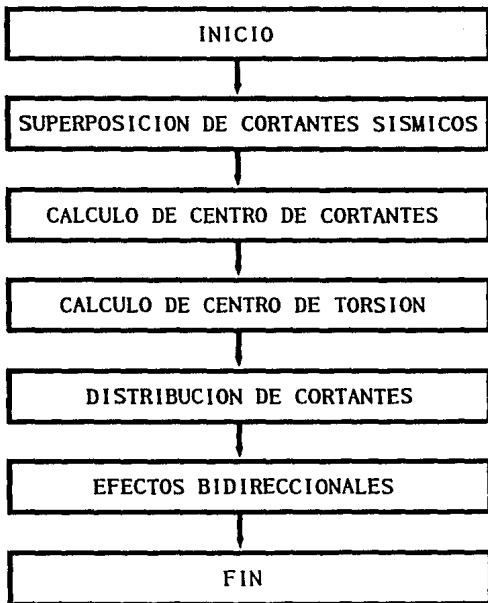 INICIO
SUPERPOSICION DE CORTANTES SISMICOS
CALCULO DE CENTRO DE CORTANTES
CALCULO DE CENTRO DE TORSION
DISTRIBUCION DE CORTANTES
EFECTOS BIDIRECCIONALES
FIN